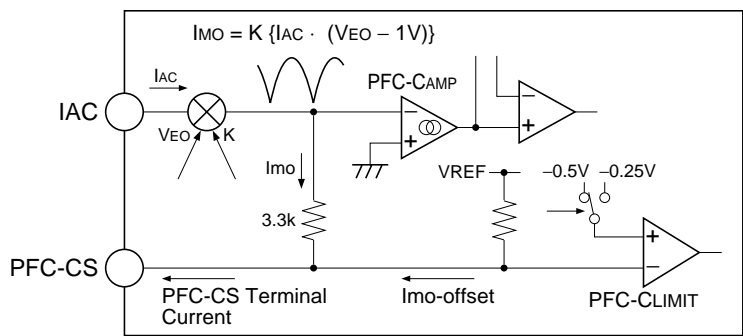 IMO = K {IAC · (VEO – 1V)}
IAC
IAC
VEO
K
PFC-CAMP
–
+
–
+
Imo
VREF
–0.5V
–0.25V
3.3k
+
–
PFC-CS
PFC-CS Terminal
Current
Imo-offset
PFC-CLIMIT